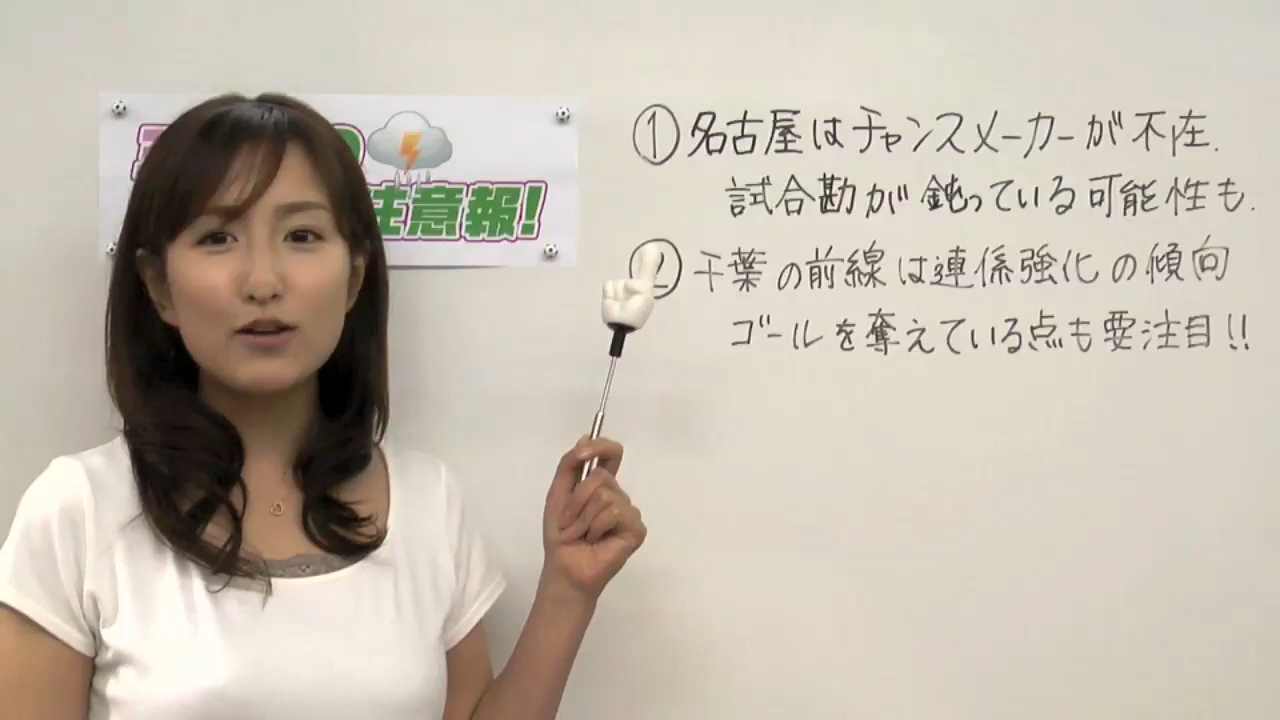 注意報!
①名古屋はチャンスメーカーが不在.
試合勘が鈍っている可能性も.
②千葉の前線は連係強化の傾向
ゴールを奪えている点も要注目!!